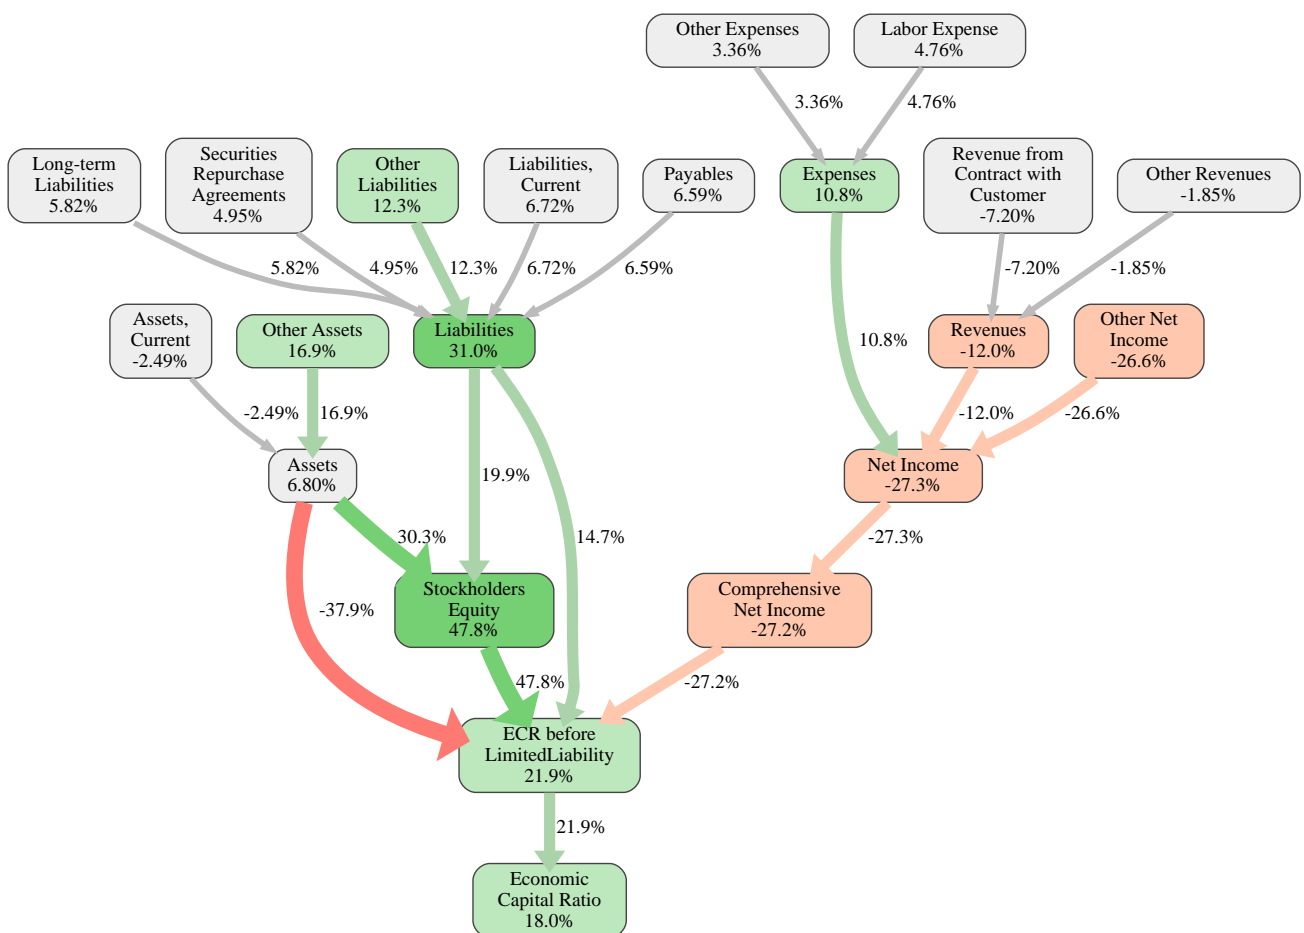 Other Expenses
3.36%
Labor Expense
4.76%
3.36%
4.76%
Long-term
Liabilities
5.82%
Securities
Repurchase
Agreements
4.95%
Other
Liabilities
12.3%
Liabilities,
Current
6.72%
Payables
6.59%
Expenses
10.8%
Revenue from
Contract with
Customer
-7.20%
Other Revenues
-1.85%
5.82%
4.95%
12.3%
6.72%
6.59%
-7.20%
-1.85%
Assets,
Current
-2.49%
Other Assets
16.9%
Liabilities
31.0%
10.8%
Revenues
-12.0%
Other Net
Income
-26.6%
-2.49%
16.9%
-12.0%
-26.6%
Assets
6.80%
19.9%
Net Income
-27.3%
30.3%
14.7%
-27.3%
-37.9%
Stockholders
Equity
47.8%
Comprehensive
Net Income
-27.2%
47.8%
-27.2%
ECR before
LimitedLiability
21.9%
21.9%
Economic
Capital Ratio
18.0%